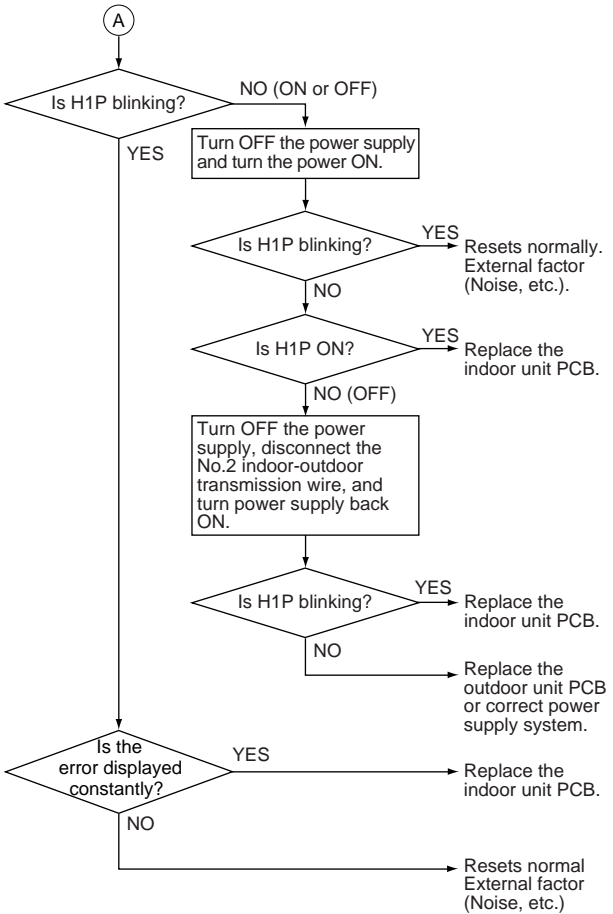 A
Is H1P blinking?
NO (ON or OFF)
YES
Turn OFF the power supply
and turn the power ON.
Is H1P blinking?
YES
Resets normally.
External factor
(Noise, etc.).
NO
Is H1P ON?
YES
Replace the
indoor unit PCB.
NO (OFF)
Turn OFF the power
supply, disconnect the
No.2 indoor-outdoor
transmission wire, and
turn power supply back
ON.
Is H1P blinking?
YES
Replace the
indoor unit PCB.
NO
Replace the
outdoor unit PCB
or correct power
supply system.
Is the
error displayed
constantly?
YES
Replace the
indoor unit PCB.
NO
Resets normal
External factor
(Noise, etc.)